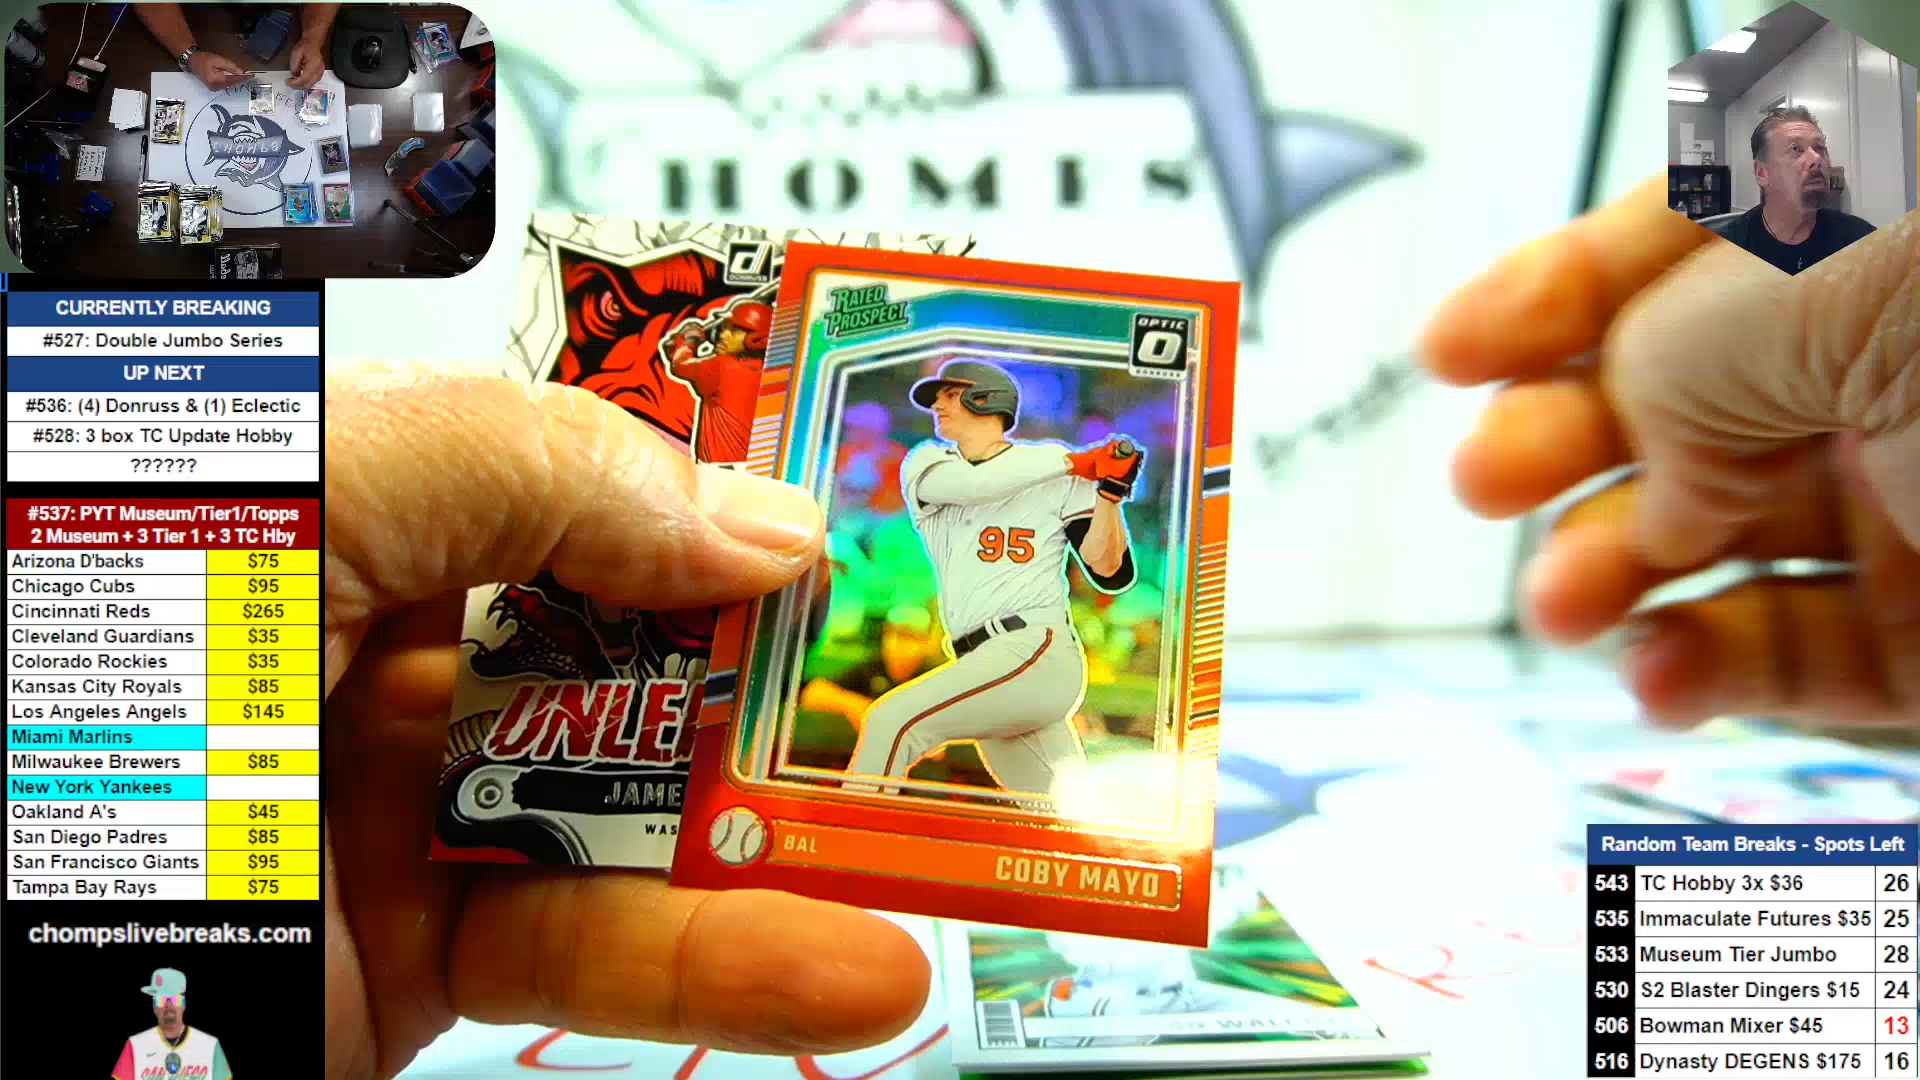 CURRENTLY BREAKING
#527: Double Jumbo Series
UP NEXT
#536: (4) Donruss & (1) Eclectic
#528: 3 box TC Update Hobby
??????
#537: PYT Museum/Tier1/Topps
2 Museum + 3 Tier 1 + 3 TC Hby
Arizona D'backs $75
Chicago Cubs $95
Cincinnati Reds $265
Cleveland Guardians $35
Colorado Rockies $35
Kansas City Royals $85
Los Angeles Angels $145
Miami Marlins
Milwaukee Brewers $85
New York Yankees
Oakland A's $45
San Diego Padres $85
San Francisco Giants $95
Tampa Bay Rays $75
chompslivebreaks.com
CHOMPS
d
DONRUSS
RATED
PROSPECT
OPTIC
O
DONRUSS
95
BAL
COBY MAYO
UNLE
JAME
WAS
Random Team Breaks - Spots Left
543 TC Hobby 3x $36 26
535 Immaculate Futures $35 25
533 Museum Tier Jumbo 28
530 S2 Blaster Dingers $15 24
506 Bowman Mixer $45 13
516 Dynasty DEGENS $175 16